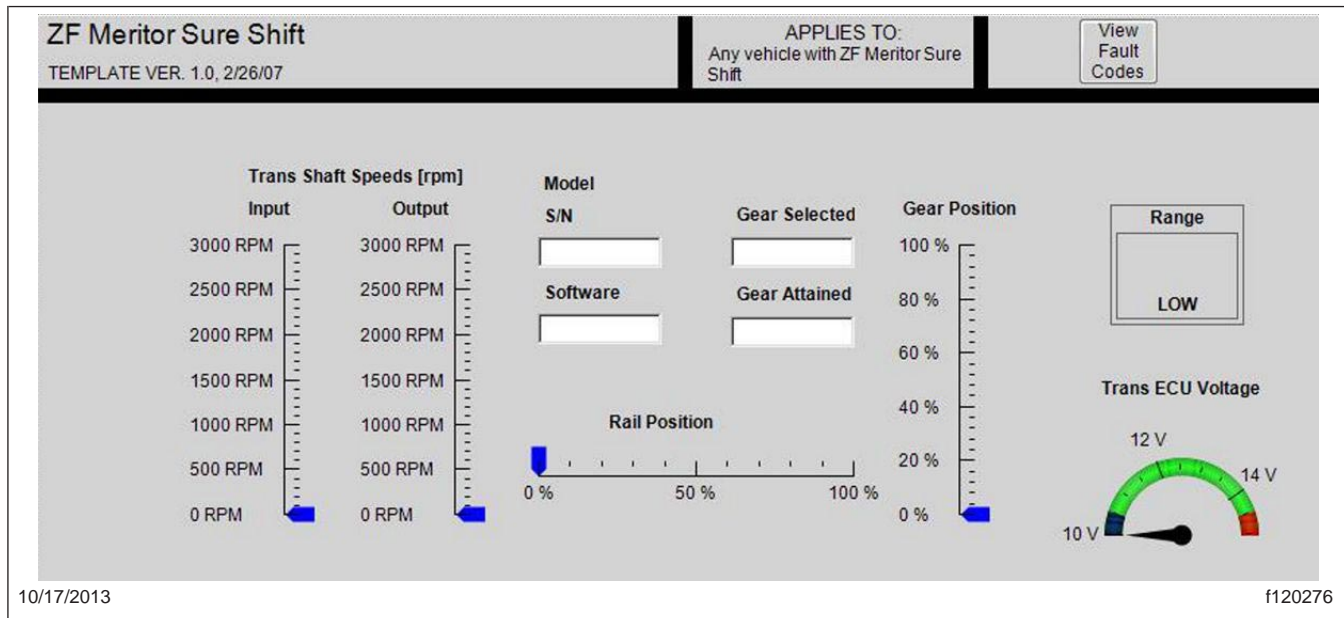 ZF Meritor Sure Shift
TEMPLATE VER. 1.0, 2/26/07
APPLIES TO:
Any vehicle with ZF Meritor Sure
Shift
View
Fault
Codes
Trans Shaft Speeds [rpm]
Input
Output
3000 RPM
2500 RPM
2000 RPM
1500 RPM
1000 RPM
500 RPM
0 RPM
3000 RPM
2500 RPM
2000 RPM
1500 RPM
1000 RPM
500 RPM
0 RPM
Model
S/N
Software
Gear Selected
Gear Attained
Rail Position
0 %
50 %
100 %
Gear Position
100 %
80 %
60 %
40 %
20 %
0 %
Range
LOW
Trans ECU Voltage
12 V
14 V
10 V
10/17/2013
f120276